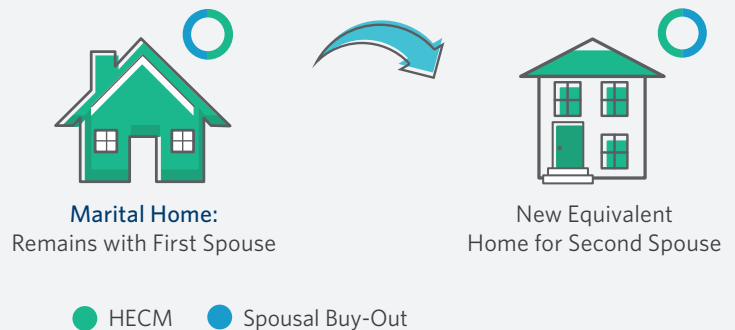 Marital Home:
Remains with First Spouse
New Equivalent
Home for Second Spouse
HECM
Spousal Buy-Out